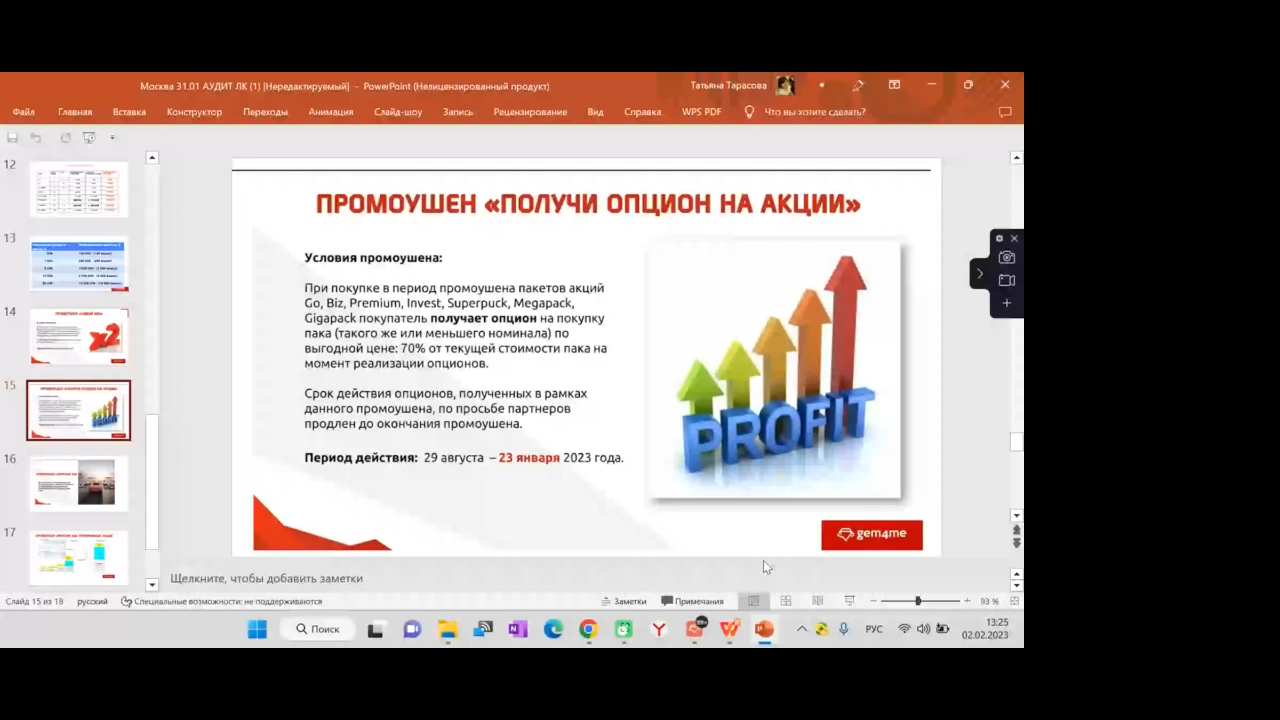 Москва 31.01 АУДИТ ЛК (1) [Нередактируемый] - PowerPoint (Нелицензированный продукт)
Татьяна Тарасова
Файл Главная Вставка Конструктор Переходы Анимация Слайд-шоу Запись Рецензирование Вид Справка WPS PDF Что вы хотите сделать?
12
13
14
15
16
17
x2
ПРОМОУШЕН «ПОЛУЧИ ОПЦИОН НА АКЦИИ»
Условия промоушена:
При покупке в период промоушена пакетов акций
Go, Biz, Premium, Invest, Superpuck, Megapack,
Gigapack покупатель получает опцион на покупку
пака (такого же или меньшего номинала) по
выгодной цене: 70% от текущей стоимости пака на
момент реализации опционов.
Срок действия опционов, полученных в рамках
данного промоушена, по просьбе партнеров
продлен до окончания промоушена.
Период действия: 29 августа – 23 января 2023 года.
PROFIT
gem4me
Щелкните, чтобы добавить заметки
Слайд 15 из 18 русский Специальные возможности: не поддерживаются Заметки Примечания 93 %
Поиск
РУС
13:25
02.02.2023